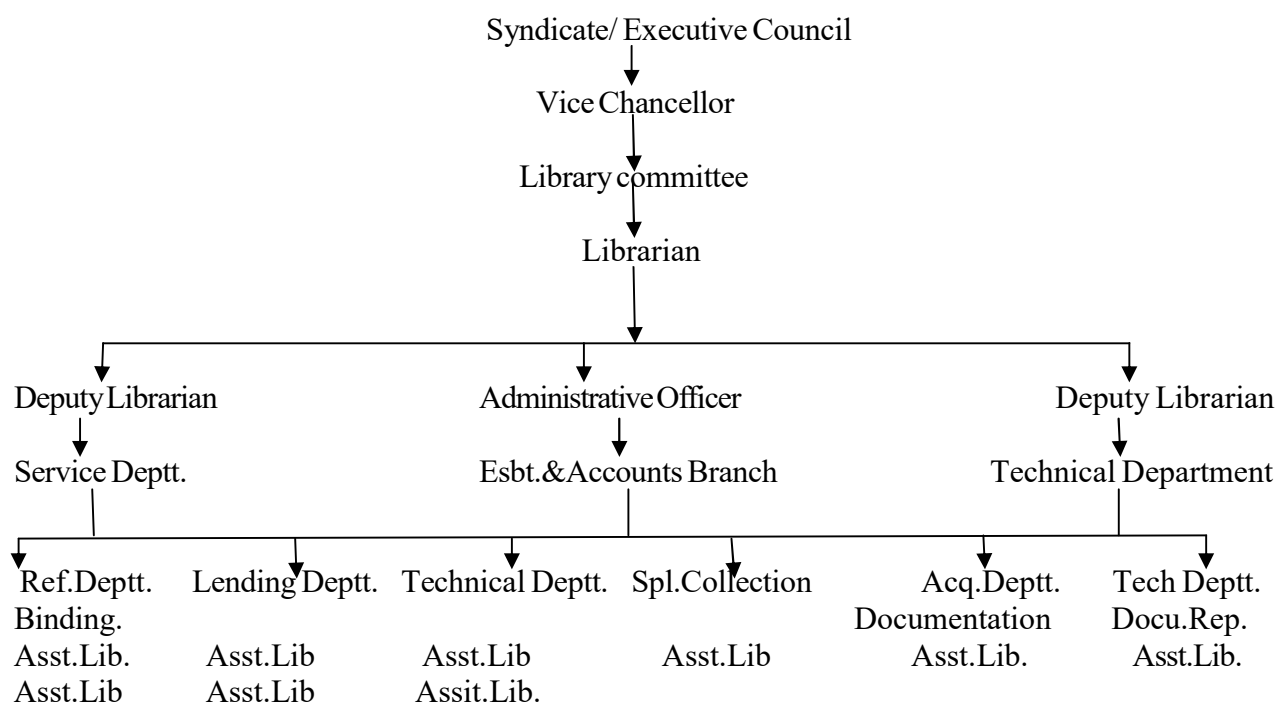 Syndicate/ Executive Council
Vice Chancellor
Library committee
Librarian
Deputy Librarian Administrative Officer Deputy Librarian
Service Deptt. Esbt.&Accounts Branch Technical Department
Ref.Deptt. Lending Deptt. Technical Deptt. Spl.Collection Acq.Deptt. Tech Deptt.
Binding. Documentation Docu.Rep.
Asst.Lib. Asst.Lib Asst.Lib Asst.Lib Asst.Lib. Asst.Lib.
Asst.Lib Asst.Lib Assit.Lib.